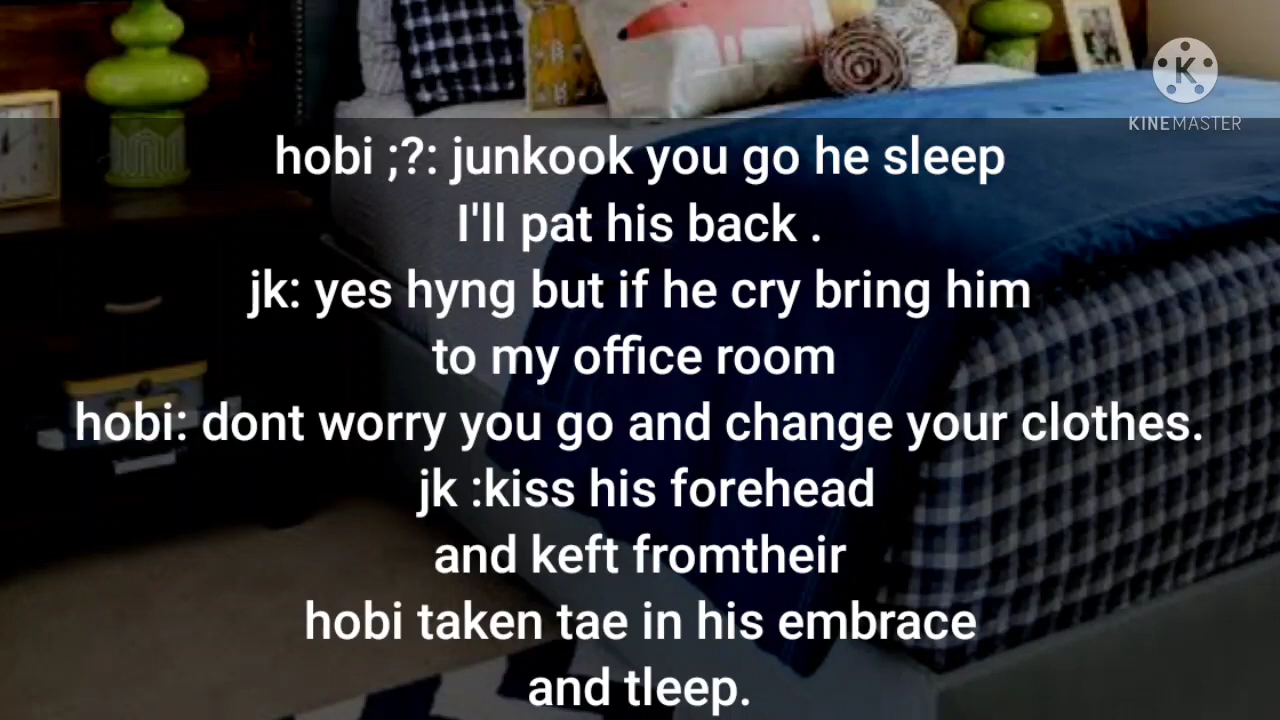 KINEMASTER
hobi ;?: junkook you go he sleep
I'll pat his back .
jk: yes hyng but if he cry bring him
to my office room
hobi: dont worry you go and change your clothes.
jk :kiss his forehead
and keft fromtheir
hobi taken tae in his embrace
and tleep.